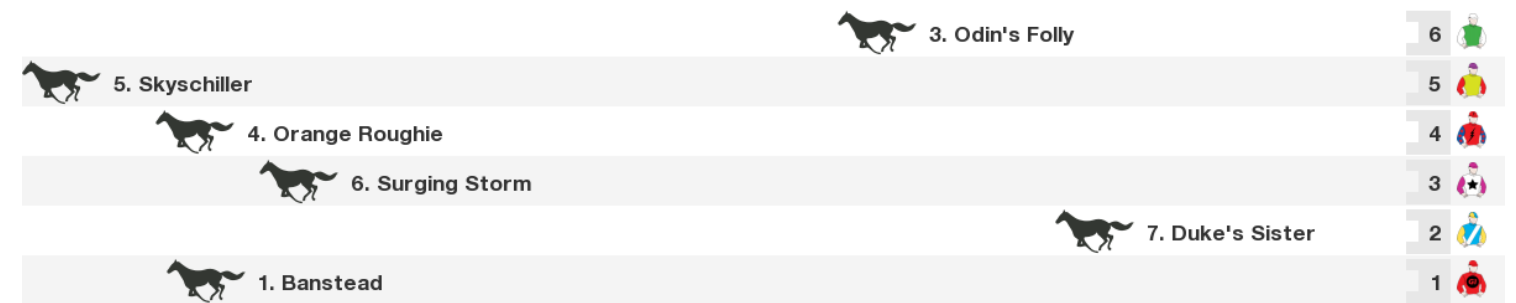 3. Odin's Folly 6
5. Skyschiller 5
4. Orange Roughie 4
6. Surging Storm 3
7. Duke's Sister 2
1. Banstead 1